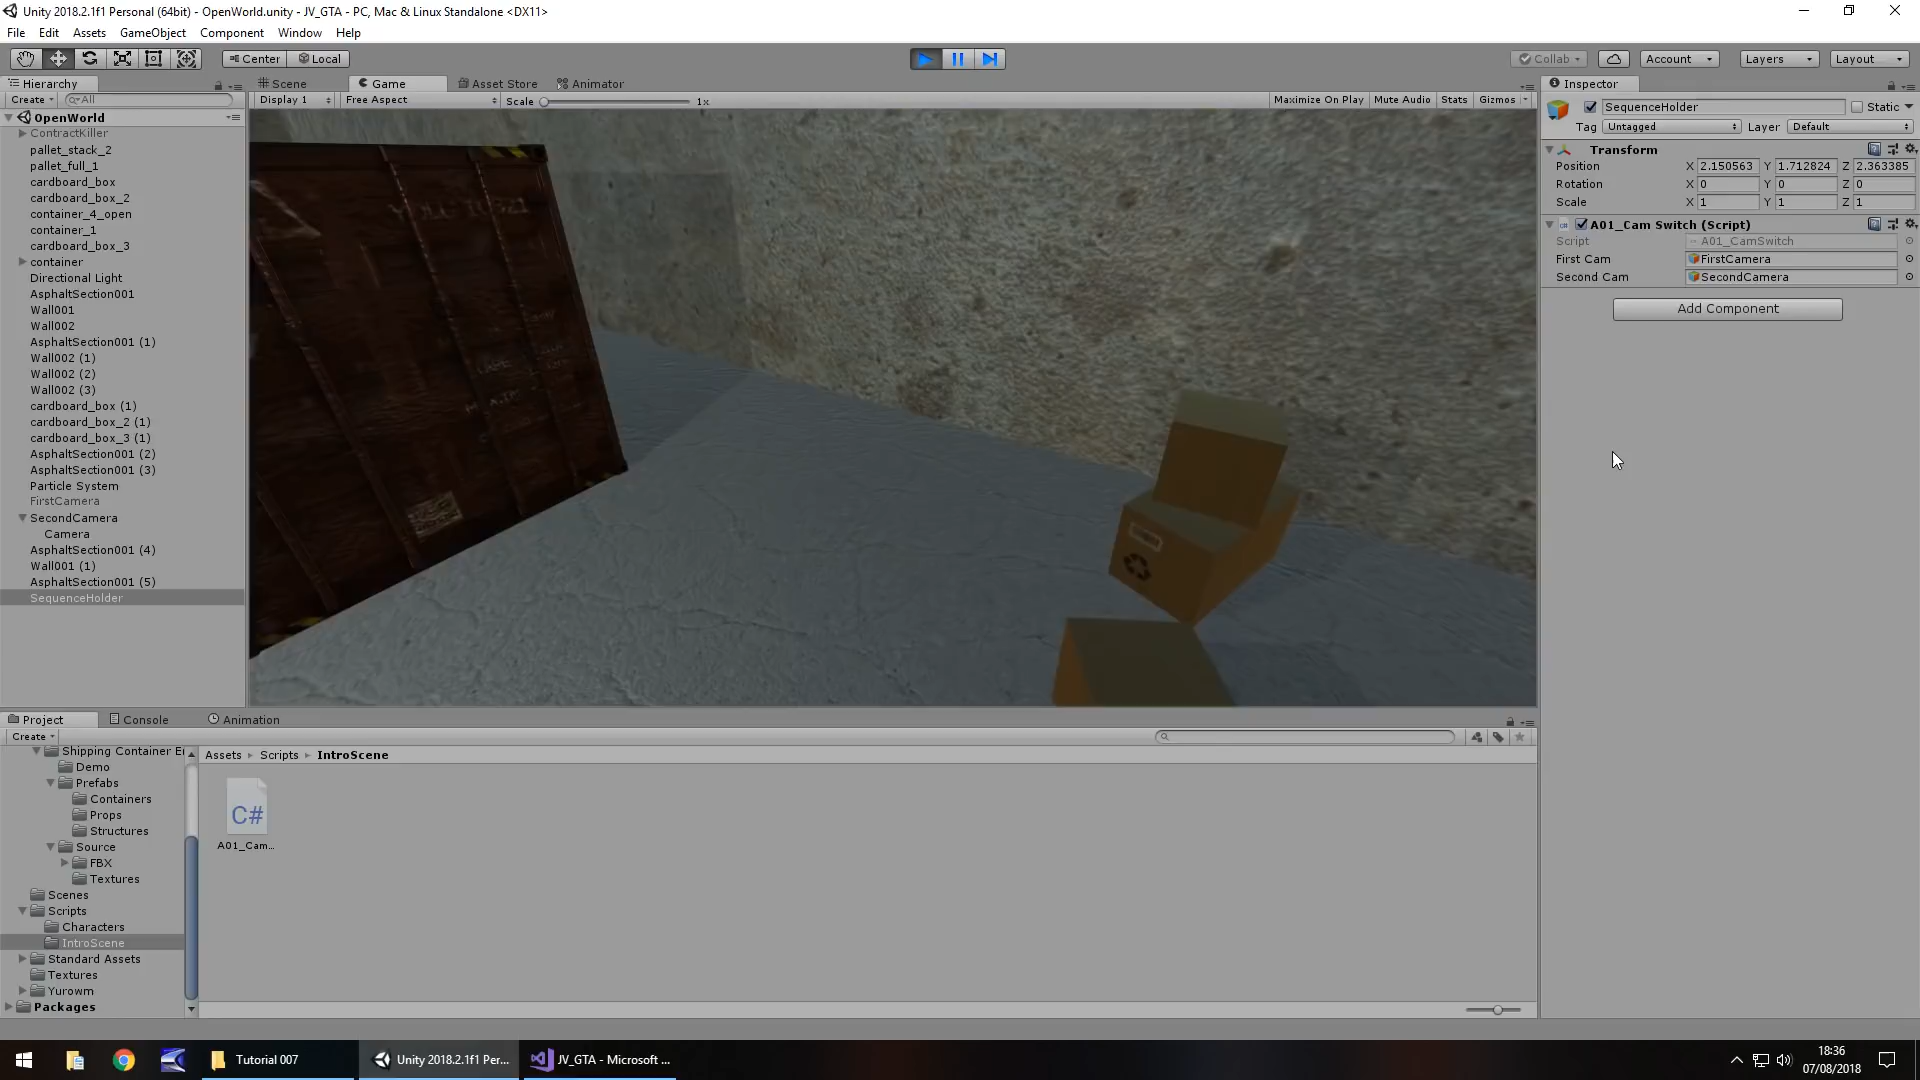 Unity 2018.2.1f1 Personal (64bit) - OpenWorld.unity - JV_GTA - PC, Mac & Linux Standalone <DX11>
File Edit Assets GameObject Component Window Help
Center Local
Collab Account Layers Layout
Hierarchy
Create All
OpenWorld
ContractKiller
pallet_stack_2
pallet_full_1
cardboard_box
cardboard_box_2
container_4_open
container_1
cardboard_box_3
container
Directional Light
AsphaltSection001
Wall001
Wall002
AsphaltSection001 (1)
Wall002 (1)
Wall002 (2)
Wall002 (3)
cardboard_box (1)
cardboard_box_2 (1)
cardboard_box_3 (1)
AsphaltSection001 (2)
AsphaltSection001 (3)
Particle System
FirstCamera
SecondCamera
Camera
AsphaltSection001 (4)
Wall001 (1)
AsphaltSection001 (5)
SequenceHolder
Scene Game Asset Store Animator
Display 1 Free Aspect Scale 1x Maximize On Play Mute Audio Stats Gizmos
Inspector
SequenceHolder Static
Tag Untagged Layer Default
Transform
Position X 2.150563 Y 1.712824 Z 2.363385
Rotation X 0 Y 0 Z 0
Scale X 1 Y 1 Z 1
A01_Cam Switch (Script)
Script A01_CamSwitch
First Cam FirstCamera
Second Cam SecondCamera
Add Component
Project Console Animation
Create
Shipping Container E
Demo
Prefabs
Containers
Props
Structures
Source
FBX
Textures
Scenes
Scripts
Characters
IntroScene
Standard Assets
Textures
Yurowm
Packages
Assets Scripts IntroScene
C#
A01_Cam...
Tutorial 007
Unity 2018.2.1f1 Per...
JV_GTA - Microsoft ...
18:36
07/08/2018